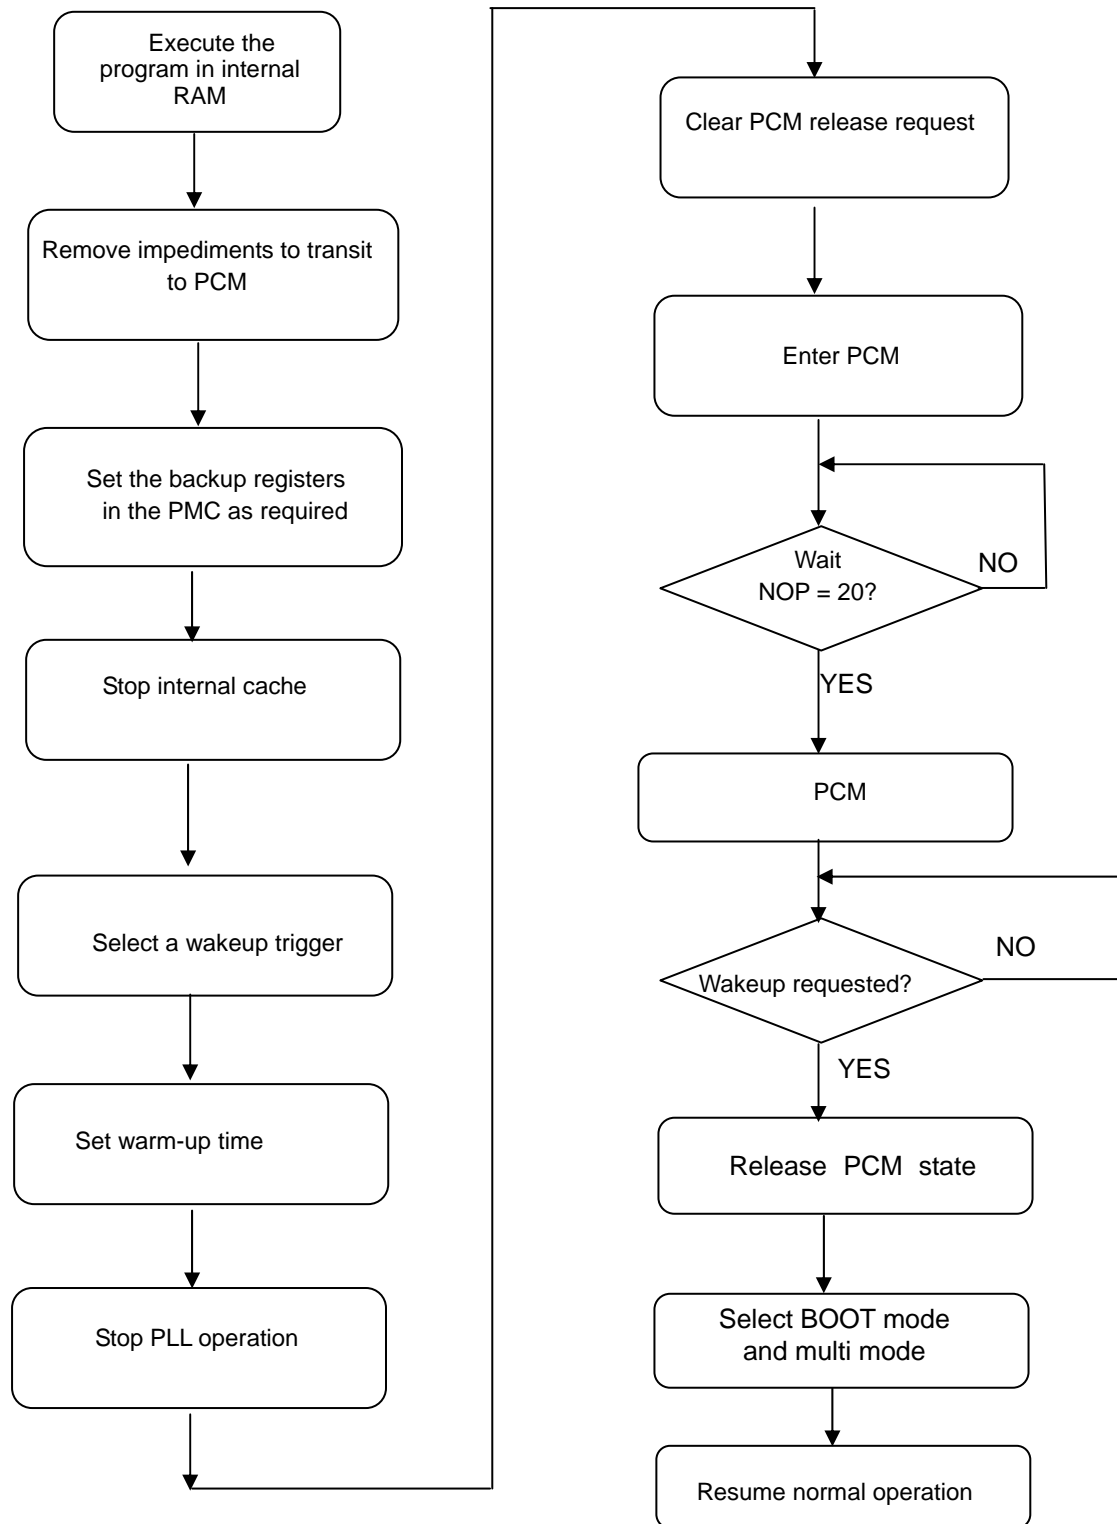 Execute the
program in internal
RAM
Remove impediments to transit
to PCM
Set the backup registers
in the PMC as required
Stop internal cache
Select a wakeup trigger
Set warm-up time
Stop PLL operation
Clear PCM release request
Enter PCM
Wait
NOP = 20?
NO
YES
PCM
Wakeup requested?
NO
YES
Release PCM state
Select BOOT mode
and multi mode
Resume normal operation